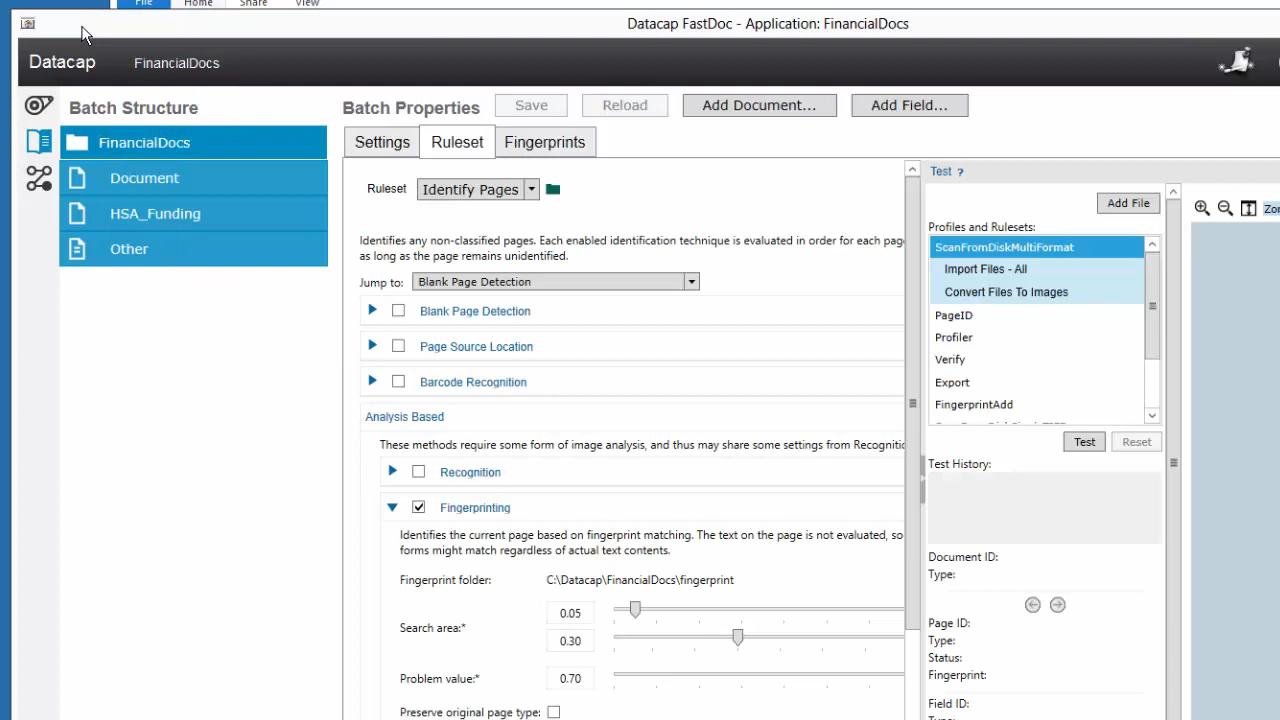 File Home Share View
Datacap FastDoc - Application: FinancialDocs
Datacap FinancialDocs
Batch Structure
FinancialDocs
Document
HSA_Funding
Other
Batch Properties Save Reload Add Document... Add Field...
Settings Ruleset Fingerprints
Ruleset Identify Pages
Identifies any non-classified pages. Each enabled identification technique is evaluated in order for each page
as long as the page remains unidentified.
Jump to: Blank Page Detection
Blank Page Detection
Page Source Location
Barcode Recognition
Analysis Based
These methods require some form of image analysis, and thus may share some settings from Recognitio
Recognition
Fingerprinting
Identifies the current page based on fingerprint matching. The text on the page is not evaluated, so
forms might match regardless of actual text contents.
Fingerprint folder: C:\Datacap\FinancialDocs\fingerprint
Search area:* 0.05
0.30
Problem value:* 0.70
Preserve original page type:
Test ?
Add File
Profiles and Rulesets:
ScanFromDiskMultiFormat
Import Files - All
Convert Files To Images
PageID
Profiler
Verify
Export
FingerprintAdd
Test Reset
Test History:
Document ID:
Type:
Page ID:
Type:
Status:
Fingerprint:
Field ID:
Type: